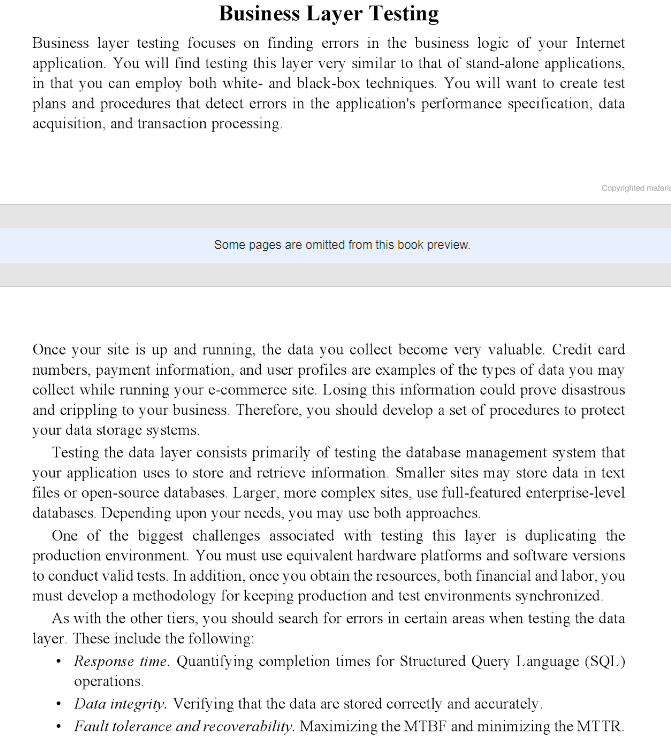 Business Layer Testing
Business layer testing focuses on finding errors in the business logic of your Internet
application. You will find testing this layer very similar to that of stand-alone applications,
in that you can employ both white- and black-box techniques. You will want to create test
plans and procedures that detect errors in the application's performance specification, data
acquisition, and transaction processing.
Copyrighted materia
Some pages are omitted from this book preview.
Once your site is up and running, the data you collect become very valuable. Credit card
numbers, payment information, and user profiles are examples of the types of data you may
collect while running your e-commerce site. Losing this information could prove disastrous
and crippling to your business. Therefore, you should develop a set of procedures to protect
your data storage systems.
Testing the data layer consists primarily of testing the database management system that
your application uses to store and retrieve information. Smaller sites may store data in text
files or open-source databases. Larger, more complex sites, use full-featured enterprise-level
databases. Depending upon your needs, you may use both approaches.
One of the biggest challenges associated with testing this layer is duplicating the
production environment. You must use equivalent hardware platforms and software versions
to conduct valid tests. In addition, once you obtain the resources, both financial and labor, you
must develop a methodology for keeping production and test environments synchronized.
As with the other tiers, you should search for errors in certain areas when testing the data
layer. These include the following:
• Response time. Quantifying completion times for Structured Query Language (SQL)
operations.
• Data integrity. Verifying that the data are stored correctly and accurately.
• Fault tolerance and recoverability. Maximizing the MTBF and minimizing the MTTR.